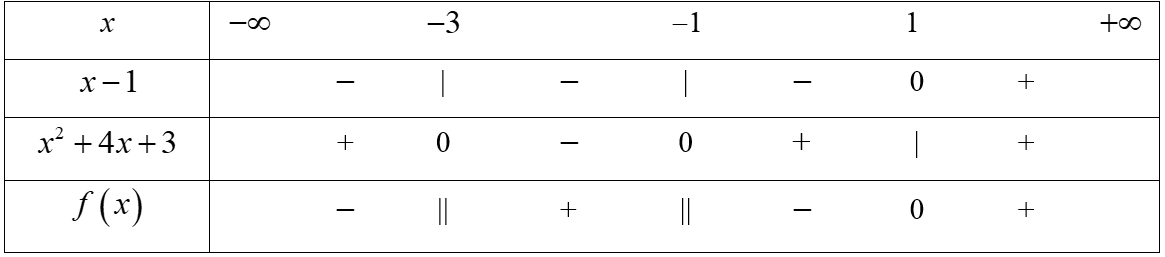 x −∞ −3 –1 1 +∞
x−1 − | − | − 0 +
x² + 4x + 3 + 0 − 0 + | +
f(x) − || + || − 0 +